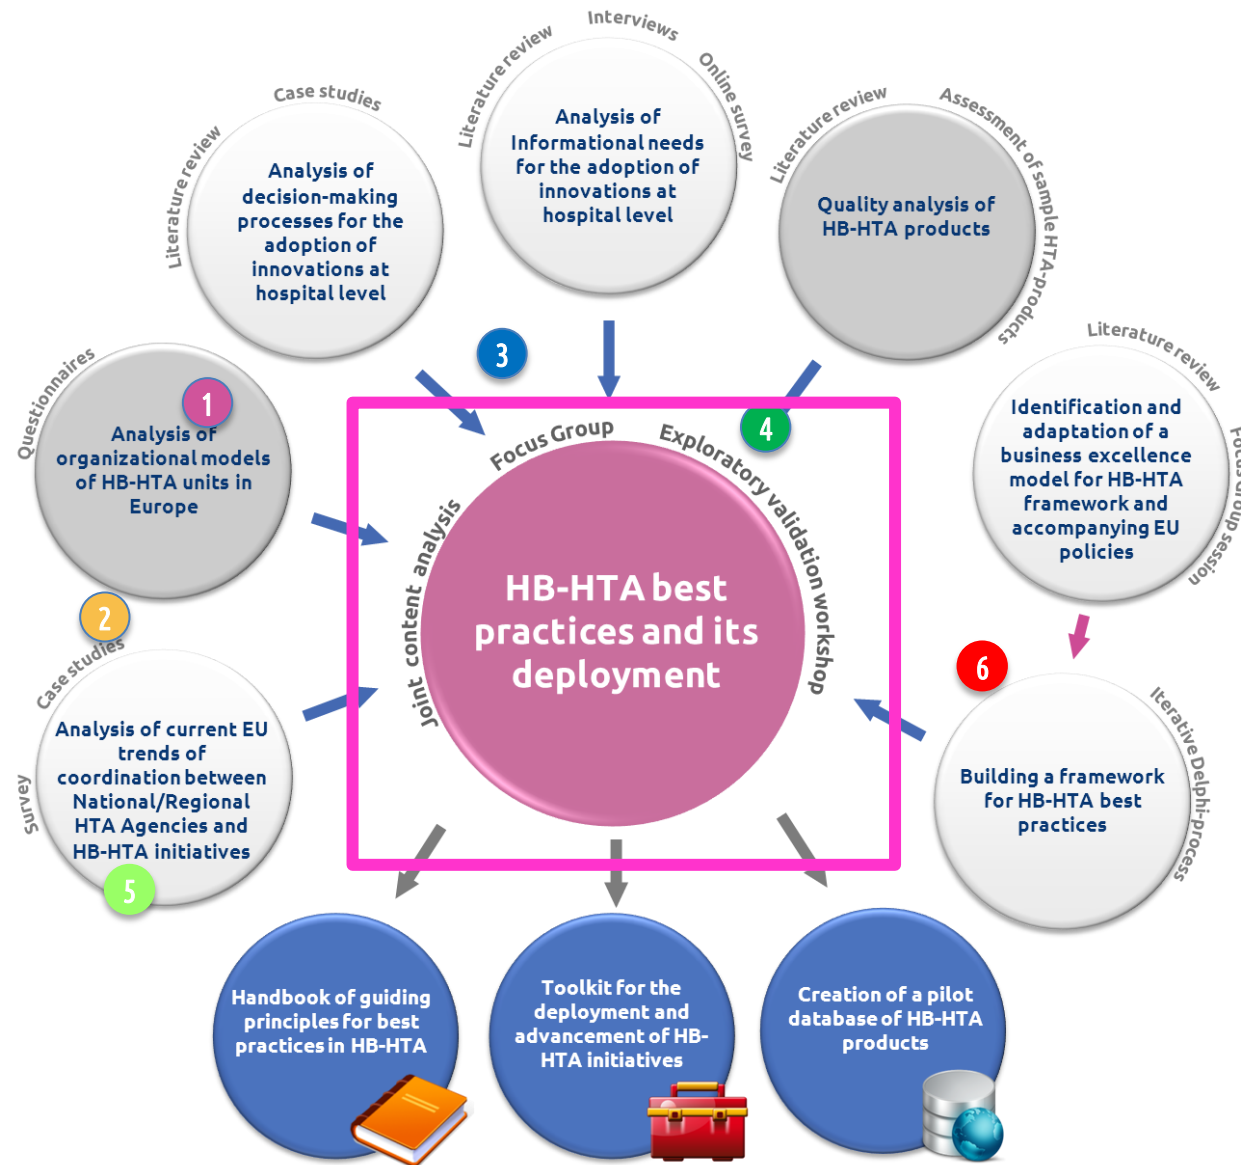 Literature review
Case studies
Analysis of
decision-making
processes for the
adoption of
innovations at
hospital level
Literature review
Interviews
Online survey
Analysis of
Informational needs
for the adoption of
innovations at
hospital level
Literature review
Assessment of sample HTA-products
Quality analysis of
HB-HTA products
Questionnaires
1
Analysis of
organizational models
of HB-HTA units in
Europe
2
3
4
Literature review
Focus Group session
Identification and
adaptation of a
business excellence
model for HB-HTA
framework and
accompanying EU
policies
Joint content analysis
Focus Group
Exploratory validation workshop
HB-HTA best
practices and its
deployment
Survey
Case studies
Analysis of current EU
trends of
coordination between
National/Regional
HTA Agencies and
HB-HTA initiatives
5
6
Iterative Delphi-process
Building a framework
for HB-HTA best
practices
Handbook of guiding
principles for best
practices in HB-HTA
Toolkit for the
deployment and
advancement of HB-
HTA initiatives
Creation of a pilot
database of HB-HTA
products